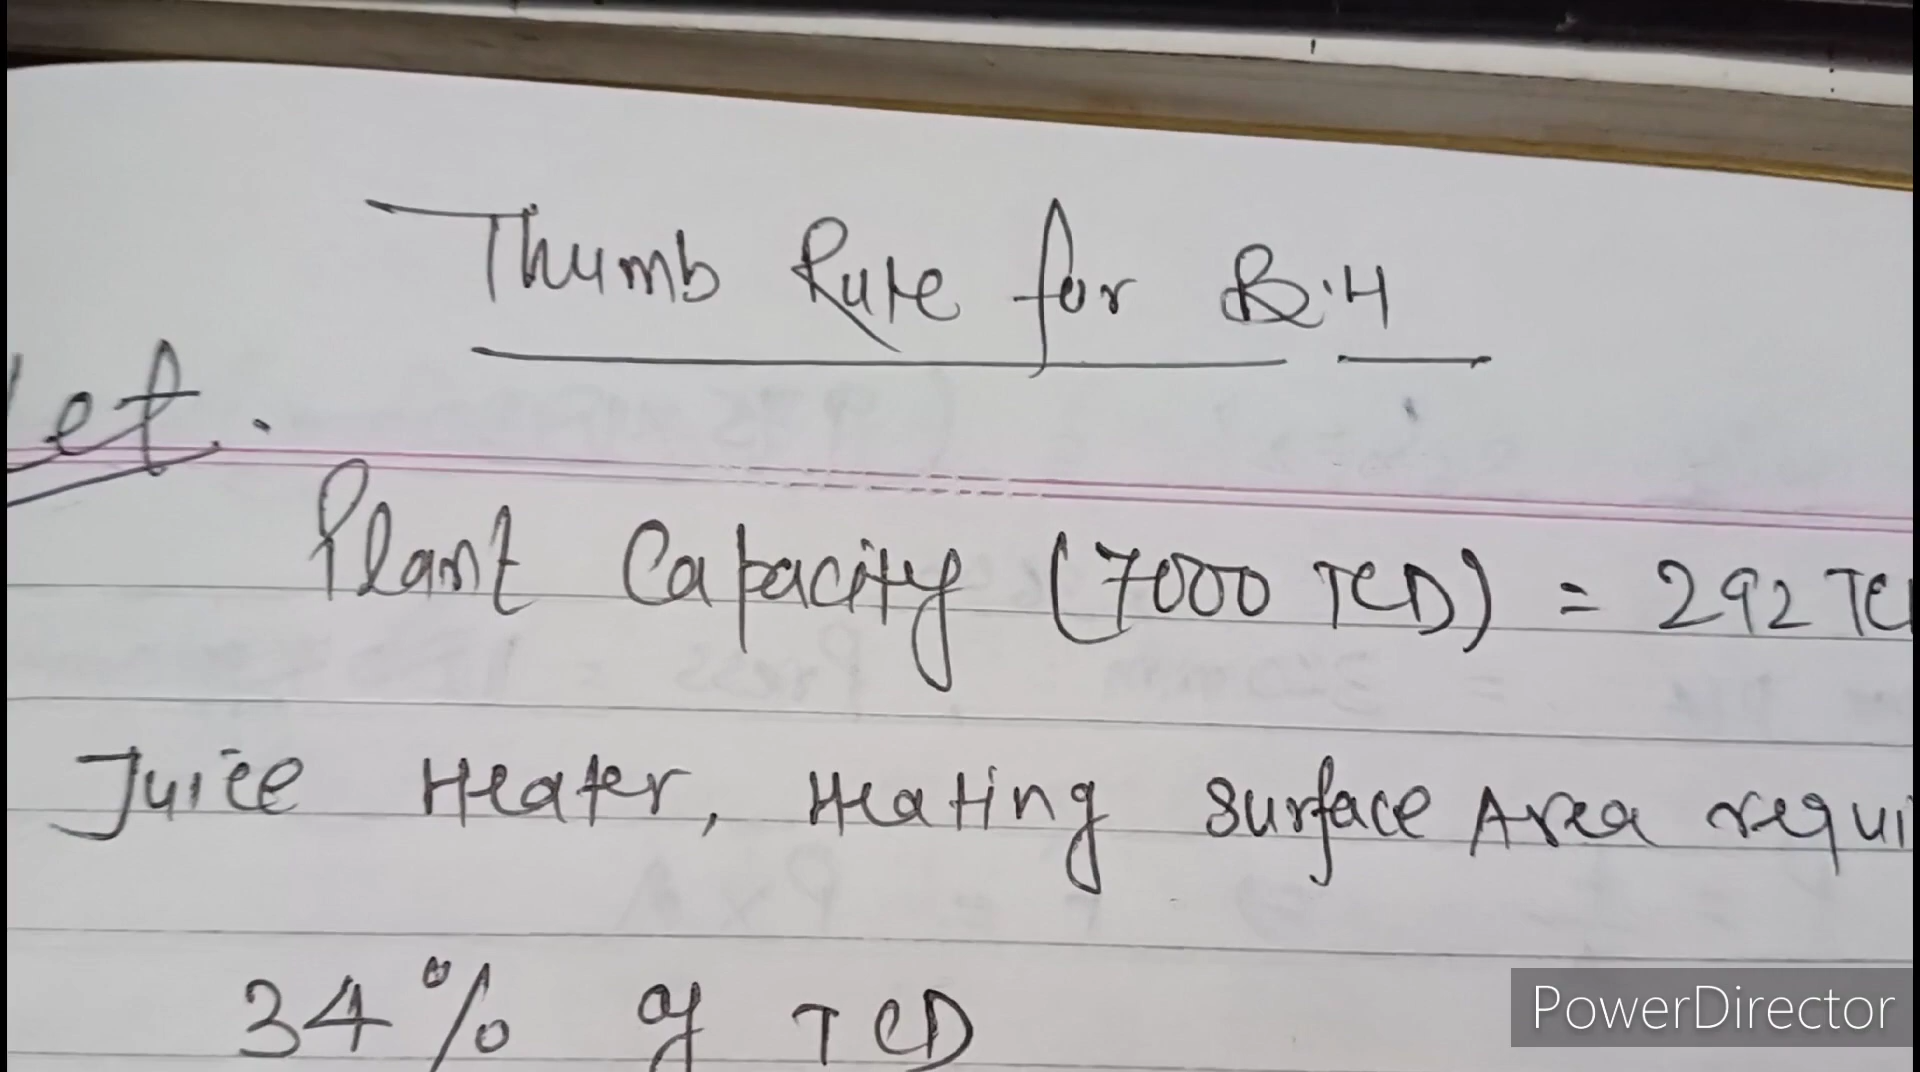 Thumb Rule for B.H
Let.
Plant Capacity (7000 TCD) = 292 TC
Juice Heater, Heating Surface Area requi
34% of TCD
PowerDirector